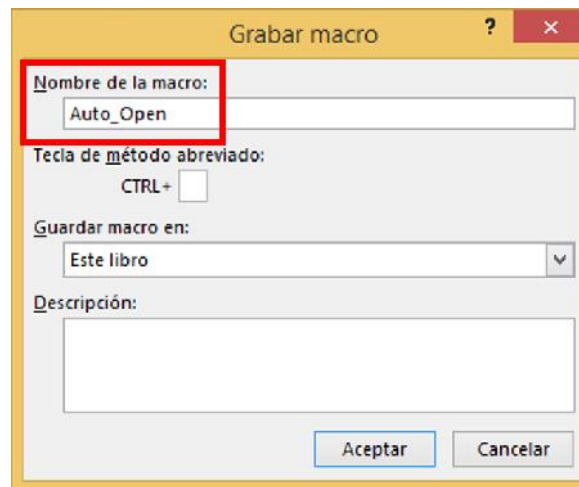 Grabar macro ? ×
Nombre de la macro:
Auto_Open
Tecla de método abreviado:
CTRL+
Guardar macro en:
Este libro
Descripción:
Aceptar Cancelar